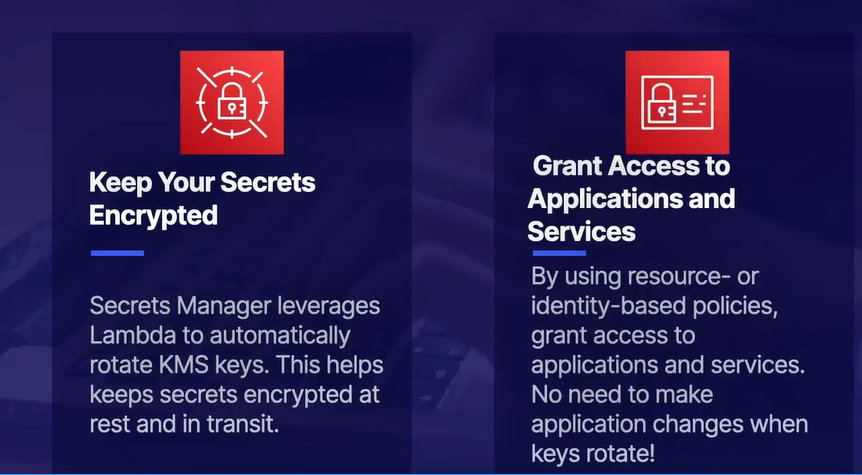 Keep Your Secrets
Encrypted
Secrets Manager leverages
Lambda to automatically
rotate KMS keys. This helps
keeps secrets encrypted at
rest and in transit.
Grant Access to
Applications and
Services
By using resource- or
identity-based policies,
grant access to
applications and services.
No need to make
application changes when
keys rotate!